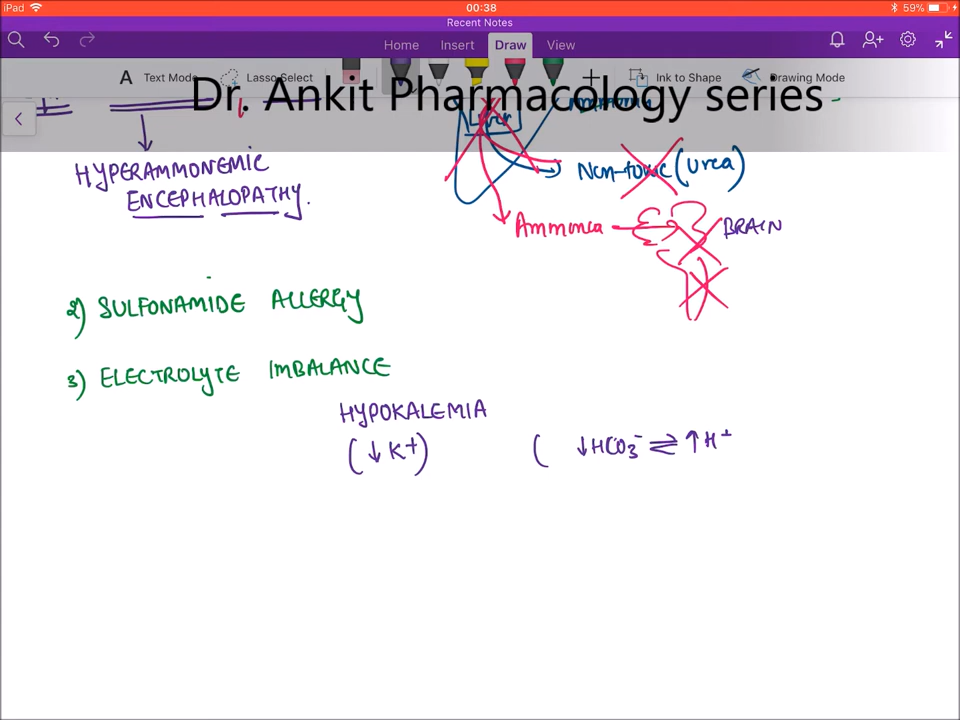 iPad 00:38 59%
Recent Notes
Home Insert Draw View
Text Mode Lasso Select Ink to Shape Drawing Mode
Dr. Ankit Pharmacology series
Liver
HYPERAMMONEMIC
ENCEPHALOPATHY.
Non-toxic (Urea)
Ammonia
BRAIN
2) SULFONAMIDE ALLERGY
3) ELECTROLYTE IMBALANCE
HYPOKALEMIA
(↓K+) ( ↓HCO3⁻ ⇌ ↑H+